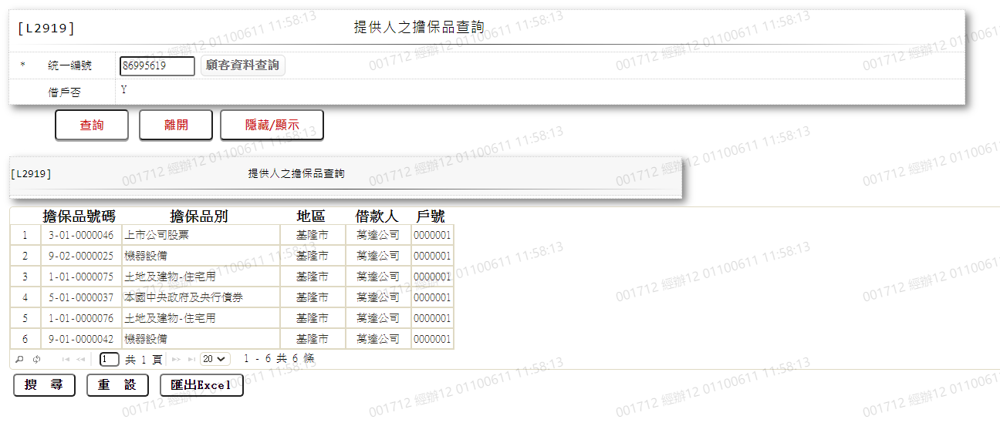 [L2919] 提供人之擔保品查詢
* 統一編號 86995619 顧客資料查詢
借戶否 Y
查詢 離開 隱藏/顯示
[L2919] 提供人之擔保品查詢
擔保品號碼 擔保品別 地區 借款人 戶號
1 3-01-0000046 上市公司股票 基隆市 萬達公司 0000001
2 9-02-0000025 機器設備 基隆市 萬達公司 0000001
3 1-01-0000075 土地及建物-住宅用 基隆市 萬達公司 0000001
4 5-01-0000037 本國中央政府及央行債券 基隆市 萬達公司 0000001
5 1-01-0000076 土地及建物-住宅用 基隆市 萬達公司 0000001
6 9-01-0000042 機器設備 基隆市 萬達公司 0000001
1 共 1 頁 20 1 - 6 共 6 條
搜 尋 重 設 匯出Excel
001712 經辦12 01100611 11:58:13